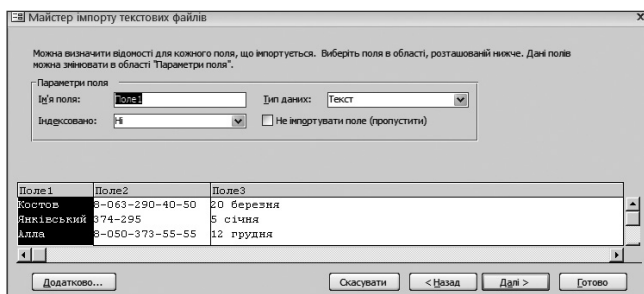 Майстер імпорту текстових файлів x
Можна визначити відомості для кожного поля, що імпортується. Виберіть поля в області, розташованій нижче. Дані полів
можна змінювати в області "Параметри поля".
Параметри поля
Ім'я поля: Поле1 Тип даних: Текст
Індексовано: Ні Не імпортувати поле (пропустити)
Поле1 Поле2 Поле3
Костов 8-063-290-40-50 20 березня
Янківський 374-295 5 січня
Алла 8-050-373-55-55 12 грудня
Додатково... Скасувати < Назад Далі > Готово